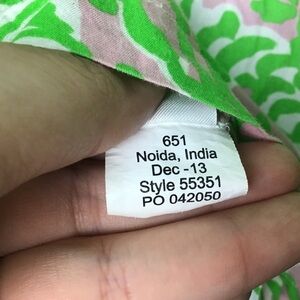 651
Noida, India
Dec -13
Style 55351
PO 042050